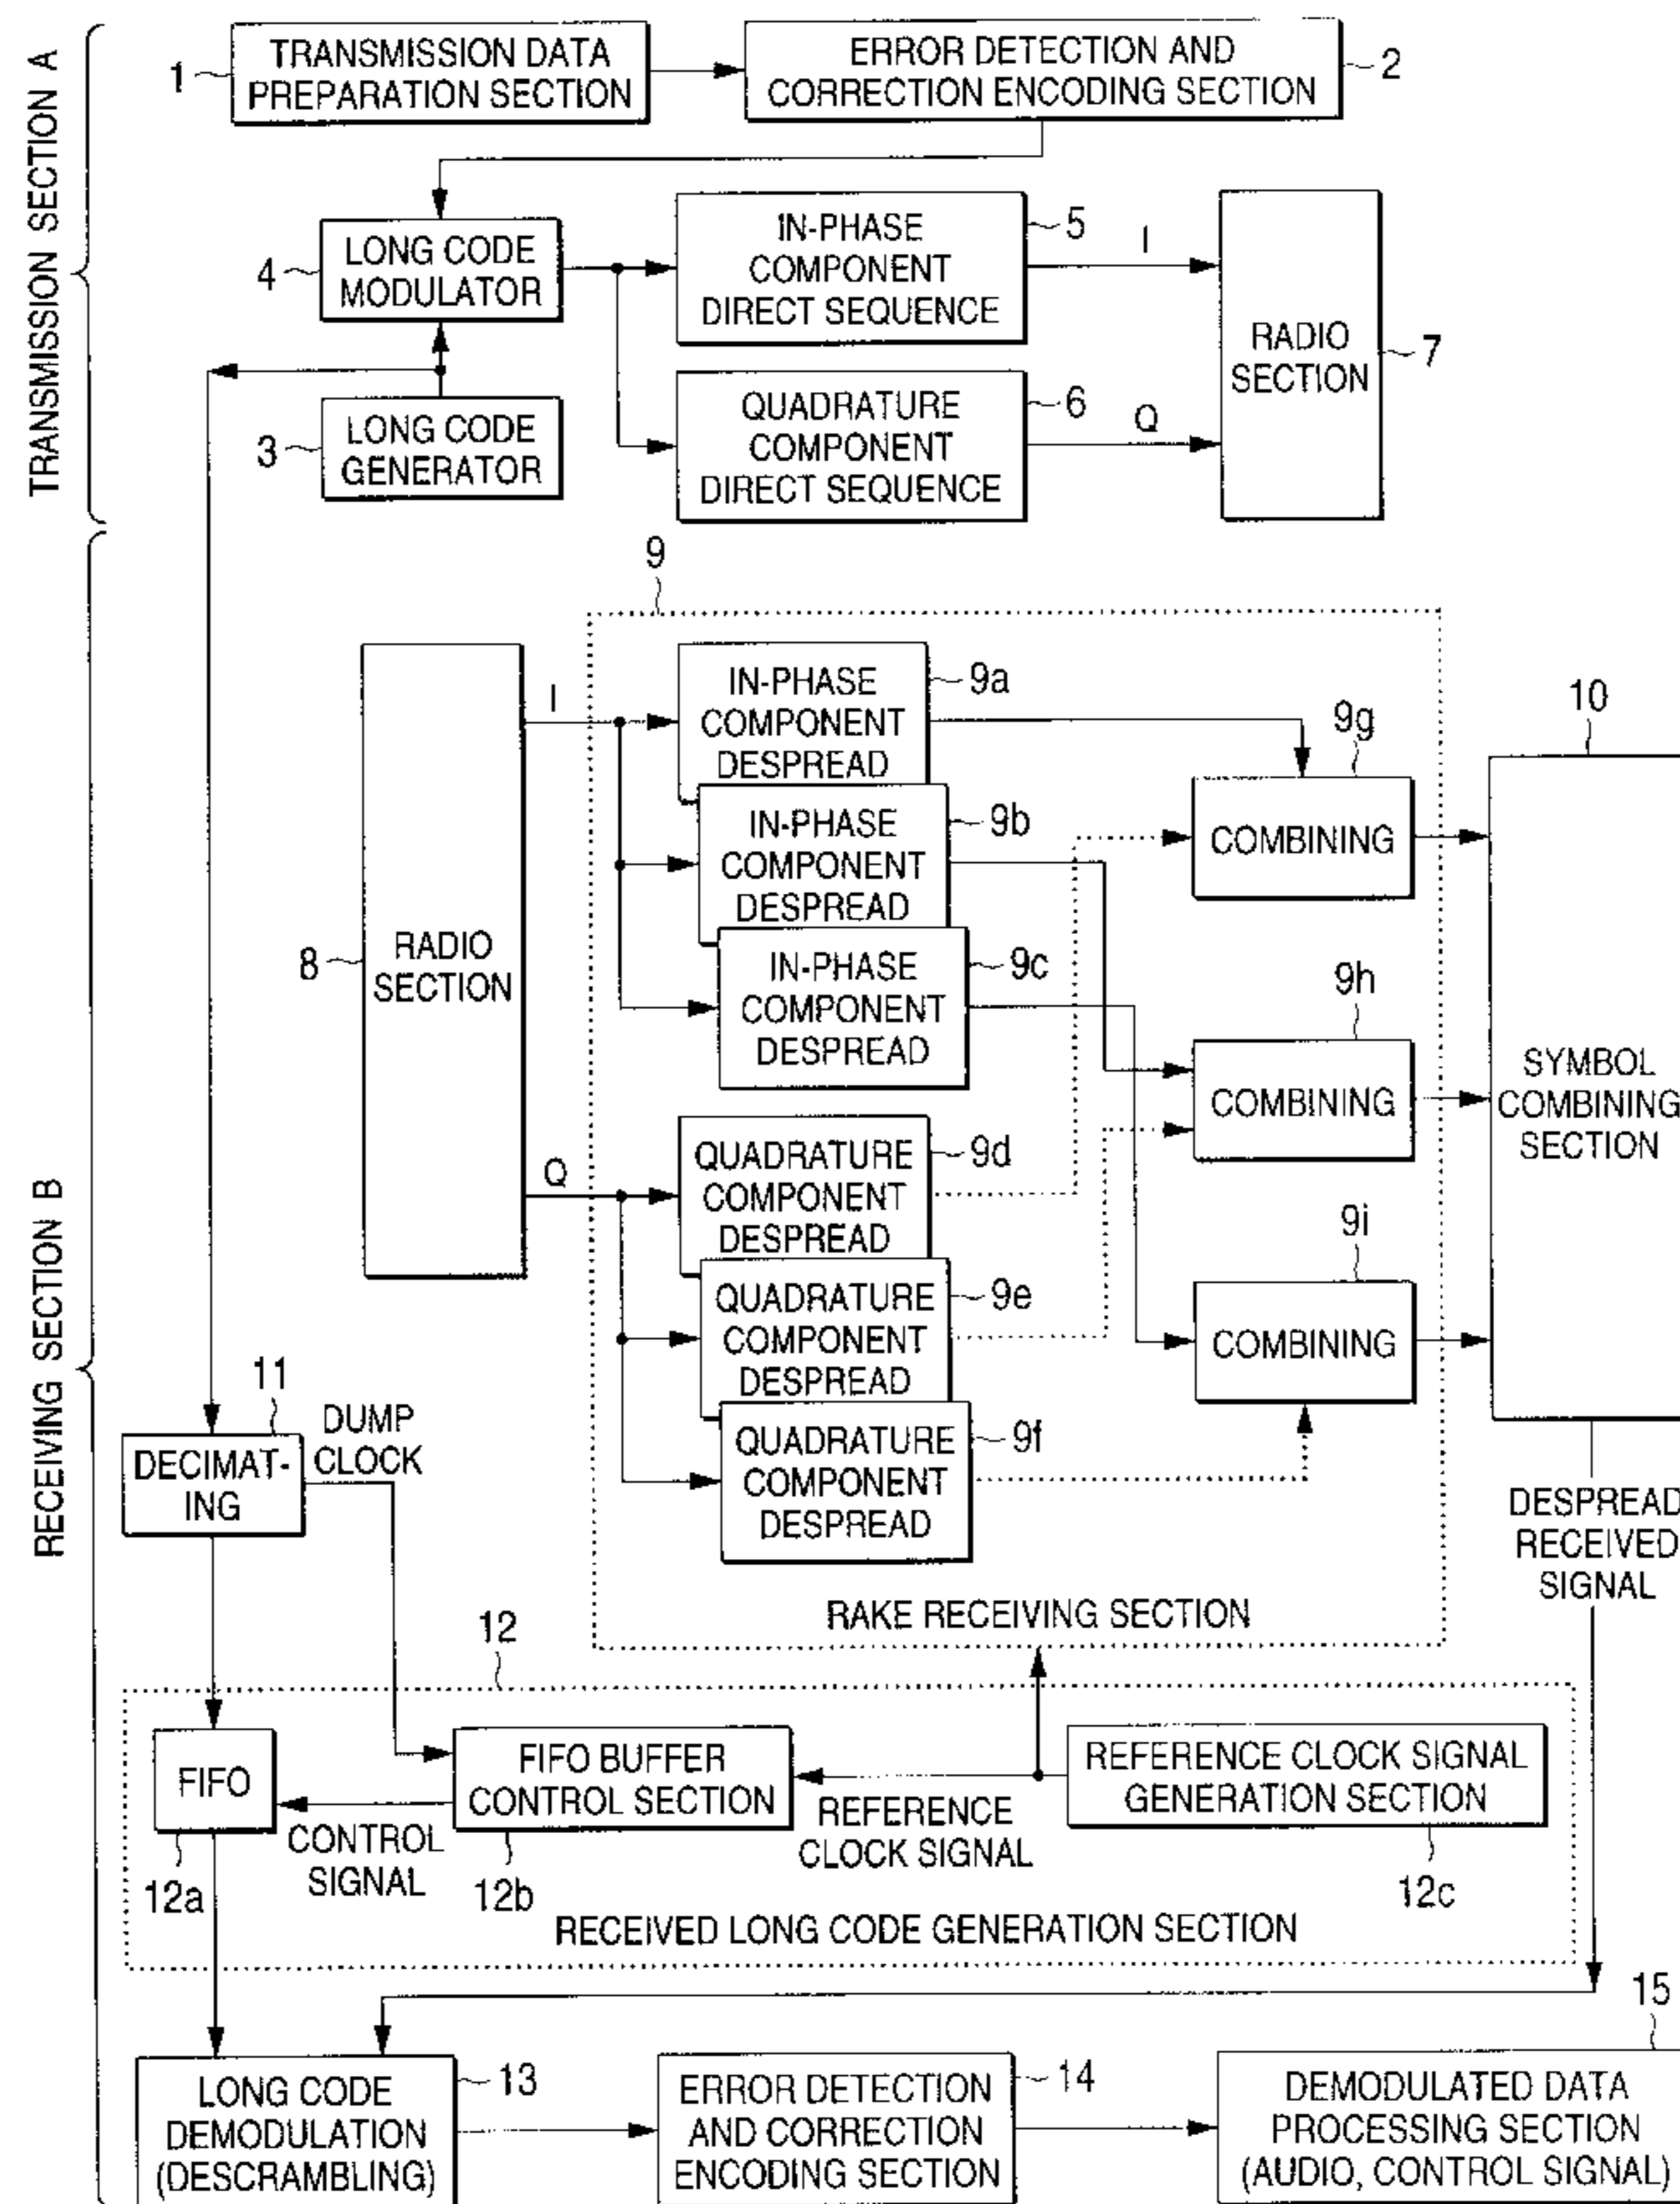 TRANSMISSION SECTION A
1
TRANSMISSION DATA
PREPARATION SECTION
ERROR DETECTION AND
CORRECTION ENCODING SECTION
2
4
LONG CODE
MODULATOR
IN-PHASE
COMPONENT
DIRECT SEQUENCE
5
I
RADIO
SECTION
7
3
LONG CODE
GENERATOR
QUADRATURE
COMPONENT
DIRECT SEQUENCE
6
Q
RECEIVING SECTION B
9
8
RADIO
SECTION
I
IN-PHASE
COMPONENT
DESPREAD
9a
IN-PHASE
COMPONENT
DESPREAD
9b
IN-PHASE
COMPONENT
DESPREAD
9c
Q
QUADRATURE
COMPONENT
DESPREAD
9d
QUADRATURE
COMPONENT
DESPREAD
9e
QUADRATURE
COMPONENT
DESPREAD
9f
9g
COMBINING
9h
COMBINING
9i
COMBINING
10
SYMBOL
COMBINING
SECTION
DESPREAD
RECEIVED
SIGNAL
RAKE RECEIVING SECTION
11
DECIMAT-
ING
DUMP
CLOCK
12
FIFO
12a
CONTROL
SIGNAL
FIFO BUFFER
CONTROL SECTION
12b
REFERENCE
CLOCK SIGNAL
REFERENCE CLOCK SIGNAL
GENERATION SECTION
12c
RECEIVED LONG CODE GENERATION SECTION
LONG CODE
DEMODULATION
(DESCRAMBLING)
13
ERROR DETECTION
AND CORRECTION
ENCODING SECTION
14
15
DEMODULATED DATA
PROCESSING SECTION
(AUDIO, CONTROL SIGNAL)